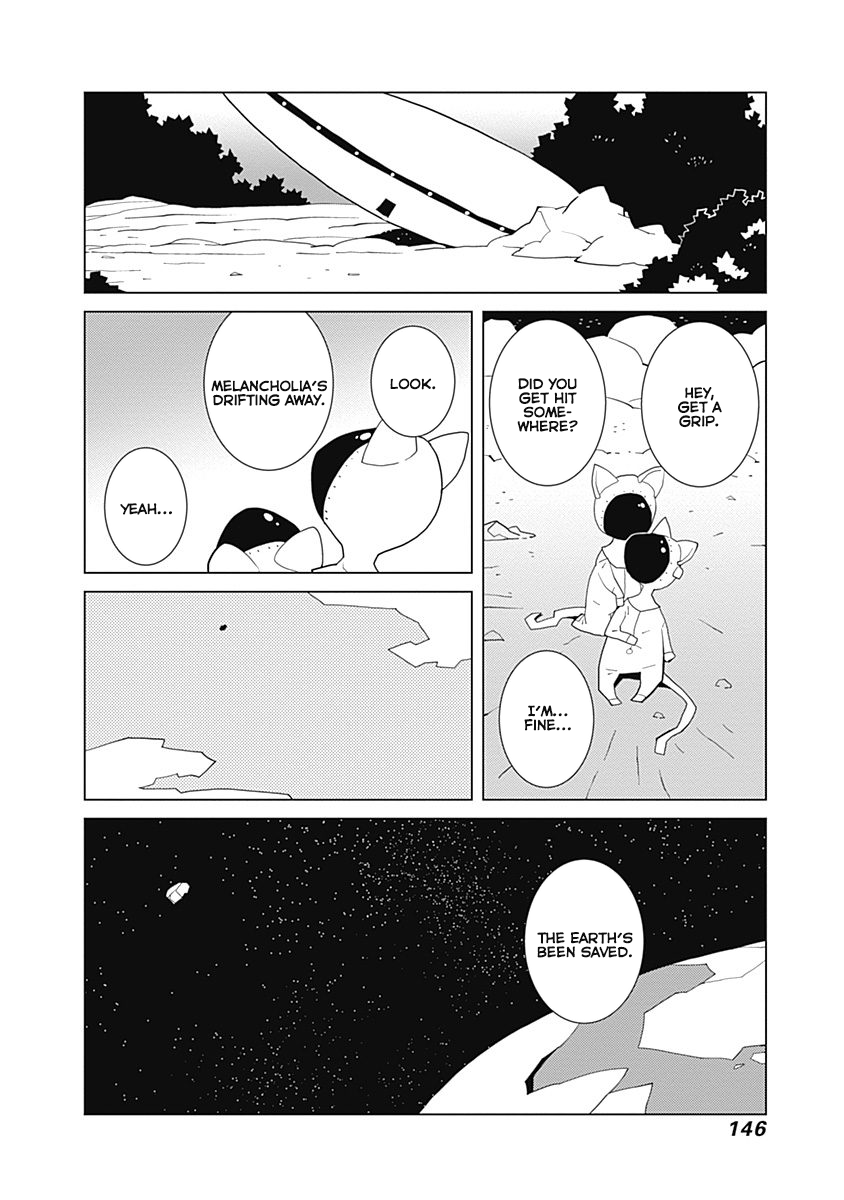 HEY,
GET A
GRIP.
DID YOU
GET HIT
SOME-
WHERE?
I'M...
FINE...
LOOK.
MELANCHOLIA'S
DRIFTING AWAY.
YEAH...
THE EARTH'S
BEEN SAVED.
146